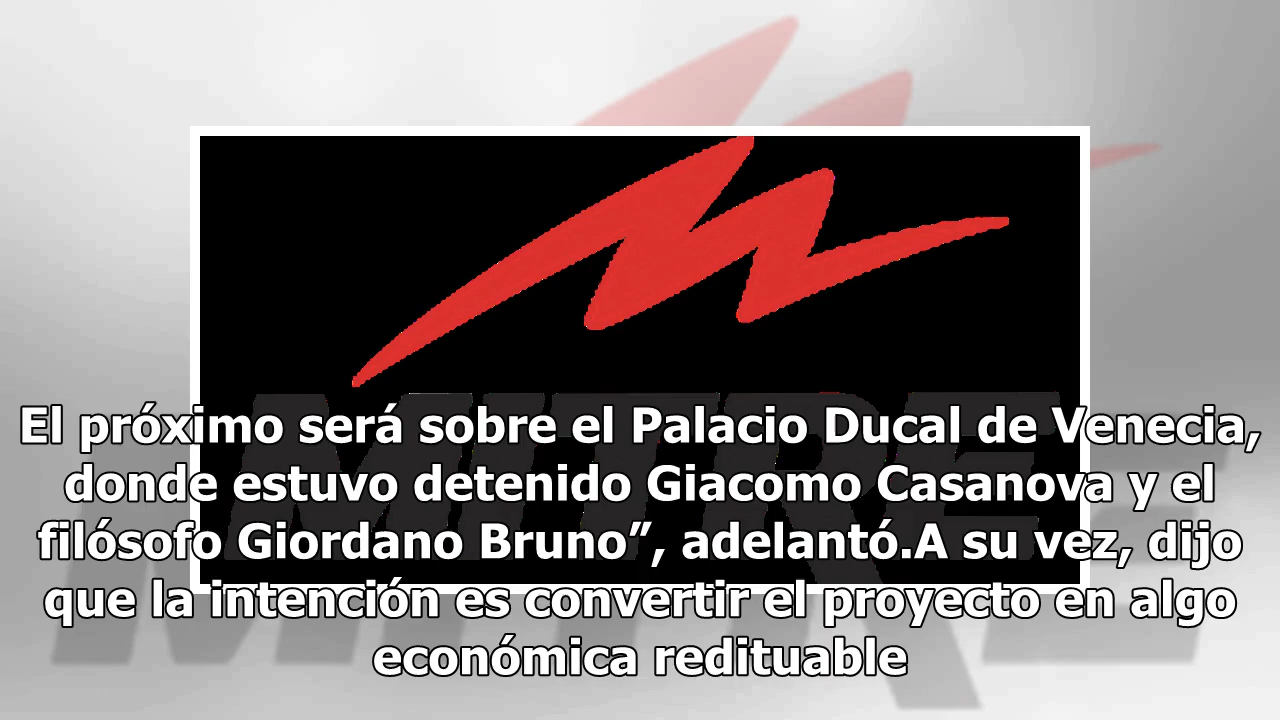 MITRE
El próximo será sobre el Palacio Ducal de Venecia,
donde estuvo detenido Giacomo Casanova y el
filósofo Giordano Bruno”, adelantó.A su vez, dijo
que la intención es convertir el proyecto en algo
económica redituable